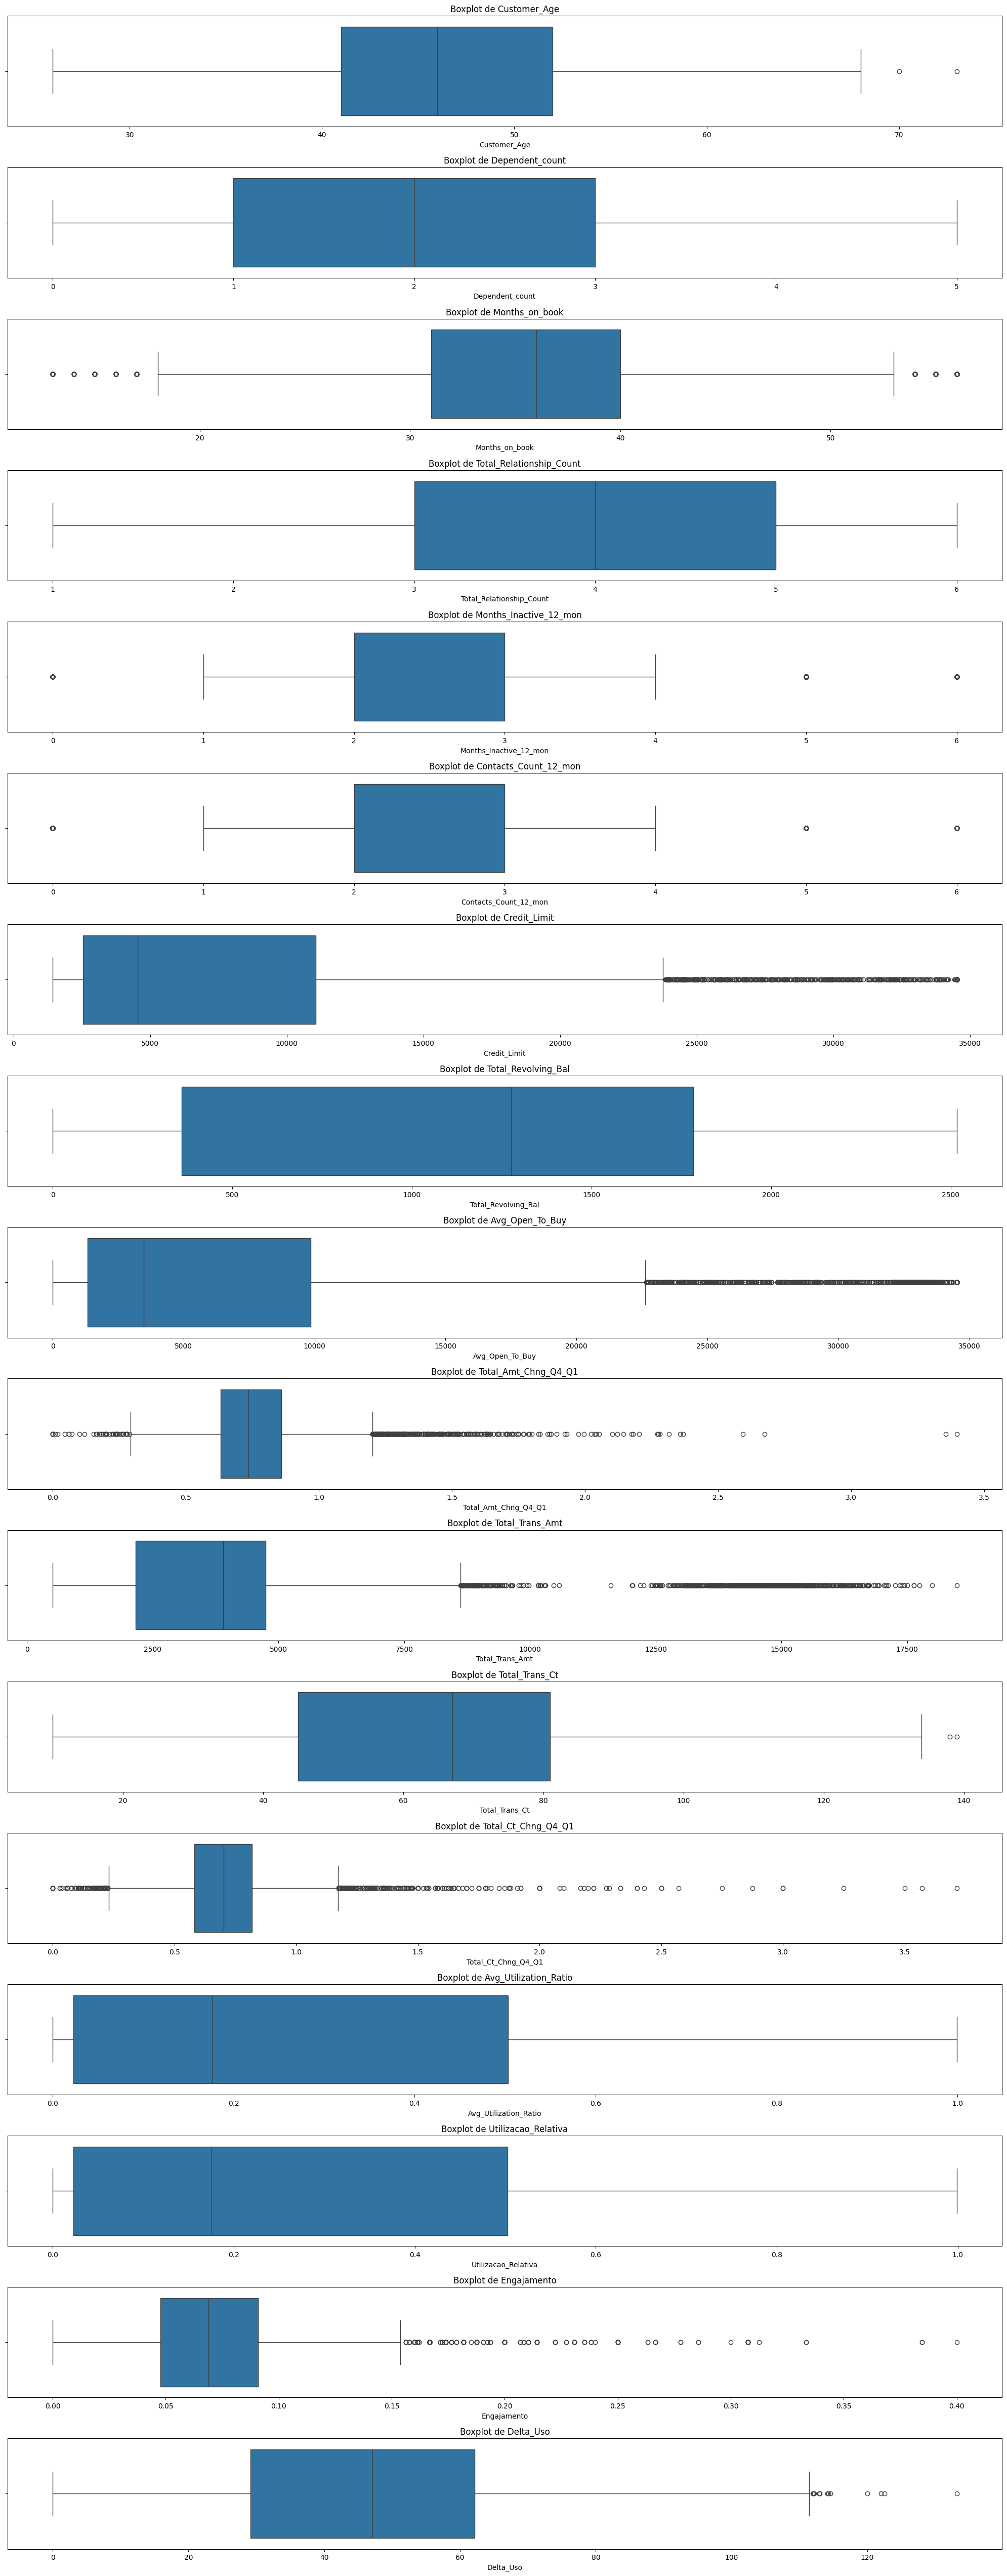 Boxplot de Customer_Age
30 40 50 60 70
Customer_Age
Boxplot de Dependent_count
0 1 2 3 4 5
Dependent_count
Boxplot de Months_on_book
20 30 40 50
Months_on_book
Boxplot de Total_Relationship_Count
1 2 3 4 5 6
Total_Relationship_Count
Boxplot de Months_Inactive_12_mon
0 1 2 3 4 5 6
Months_Inactive_12_mon
Boxplot de Contacts_Count_12_mon
0 1 2 3 4 5 6
Contacts_Count_12_mon
Boxplot de Credit_Limit
0 5000 10000 15000 20000 25000 30000 35000
Credit_Limit
Boxplot de Total_Revolving_Bal
0 500 1000 1500 2000 2500
Total_Revolving_Bal
Boxplot de Avg_Open_To_Buy
0 5000 10000 15000 20000 25000 30000 35000
Avg_Open_To_Buy
Boxplot de Total_Amt_Chng_Q4_Q1
0.0 0.5 1.0 1.5 2.0 2.5 3.0 3.5
Total_Amt_Chng_Q4_Q1
Boxplot de Total_Trans_Amt
0 2500 5000 7500 10000 12500 15000 17500
Total_Trans_Amt
Boxplot de Total_Trans_Ct
20 40 60 80 100 120 140
Total_Trans_Ct
Boxplot de Total_Ct_Chng_Q4_Q1
0.0 0.5 1.0 1.5 2.0 2.5 3.0 3.5
Total_Ct_Chng_Q4_Q1
Boxplot de Avg_Utilization_Ratio
0.0 0.2 0.4 0.6 0.8 1.0
Avg_Utilization_Ratio
Boxplot de Utilizacao_Relativa
0.0 0.2 0.4 0.6 0.8 1.0
Utilizacao_Relativa
Boxplot de Engajamento
0.00 0.05 0.10 0.15 0.20 0.25 0.30 0.35 0.40
Engajamento
Boxplot de Delta_Uso
0 20 40 60 80 100 120
Delta_Uso